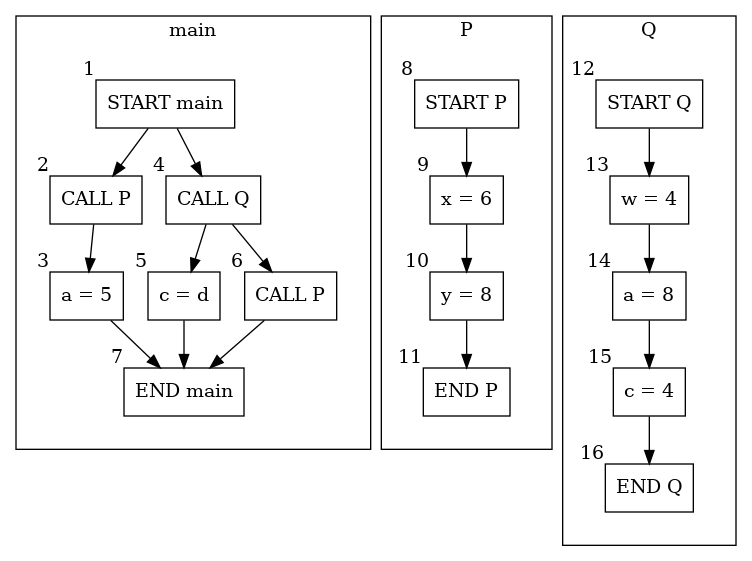 main
1
START main
2
CALL P
4
CALL Q
3
a = 5
5
c = d
6
CALL P
7
END main
P
8
START P
9
x = 6
10
y = 8
11
END P
Q
12
START Q
13
w = 4
14
a = 8
15
c = 4
16
END Q